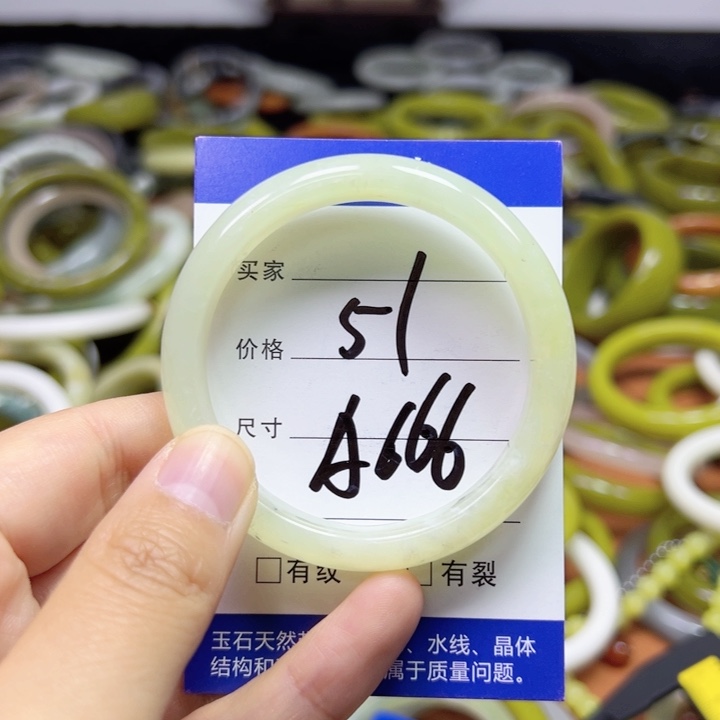 买家
51
价格
尺寸
A666
有纹 有裂
玉石天然 、水线、晶体
结构和 属于质量问题。